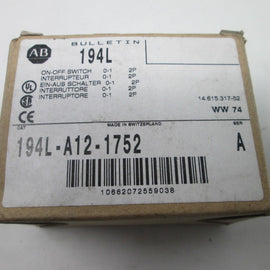 BULLETIN
AB
194L
ON-OFF SWITCH 0-1 2P
INTERRUPTEUR 0-1 2P
EIN-AUS SCHALTER 0-1 2P
INTERRUTTORE 0-1 2P
INTERRUPTORE 0-1 2P
14.615.317-52
WW 74
CAT
MADE IN SWITZERLAND
SER
194L-A12-1752
A
10662072559038